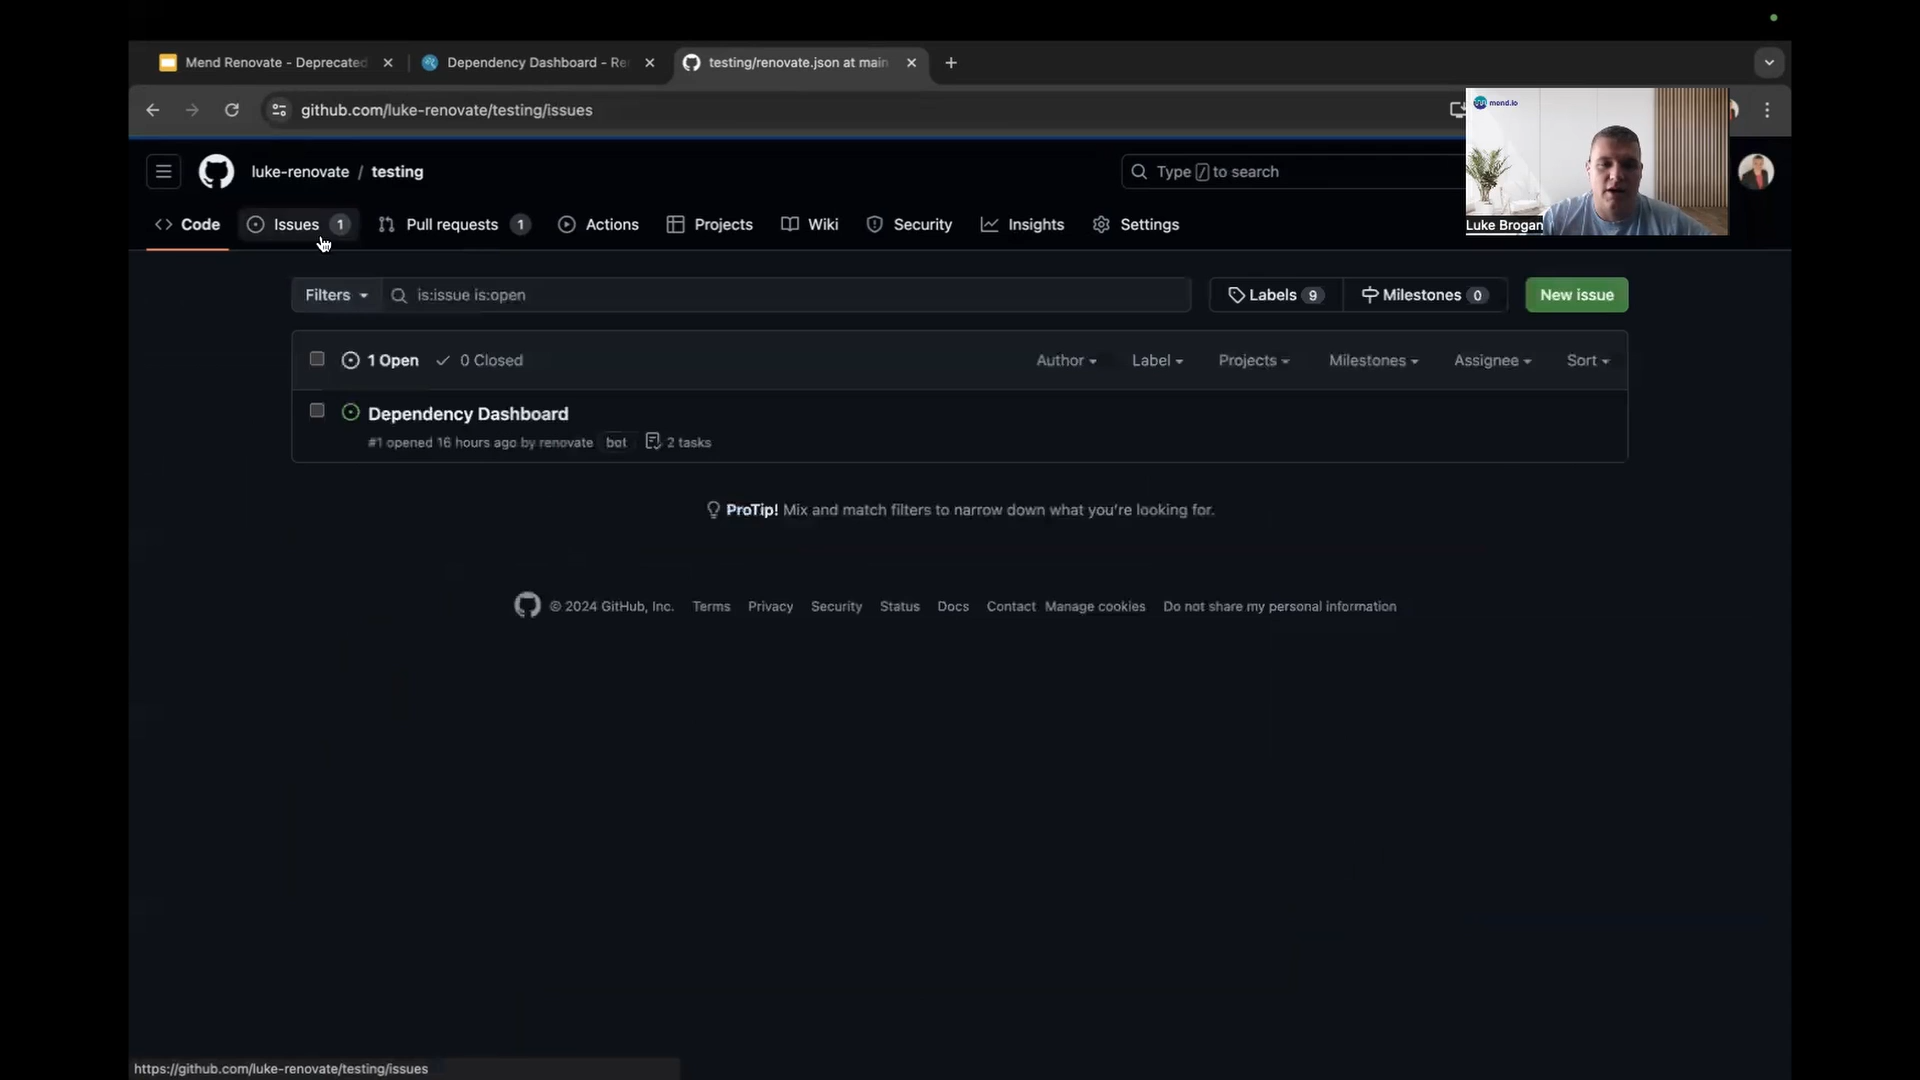 Mend Renovate - Deprecated
Dependency Dashboard - Re
testing/renovate.json at main
github.com/luke-renovate/testing/issues
mend.io
luke-renovate / testing
Type / to search
Luke Brogan
Code
Issues 1
Pull requests 1
Actions
Projects
Wiki
Security
Insights
Settings
Filters
is:issue is:open
Labels 9
Milestones 0
New issue
1 Open
0 Closed
Author
Label
Projects
Milestones
Assignee
Sort
Dependency Dashboard
#1 opened 16 hours ago by renovate bot 2 tasks
ProTip! Mix and match filters to narrow down what you're looking for.
© 2024 GitHub, Inc. Terms Privacy Security Status Docs Contact Manage cookies Do not share my personal information
https://github.com/luke-renovate/testing/issues